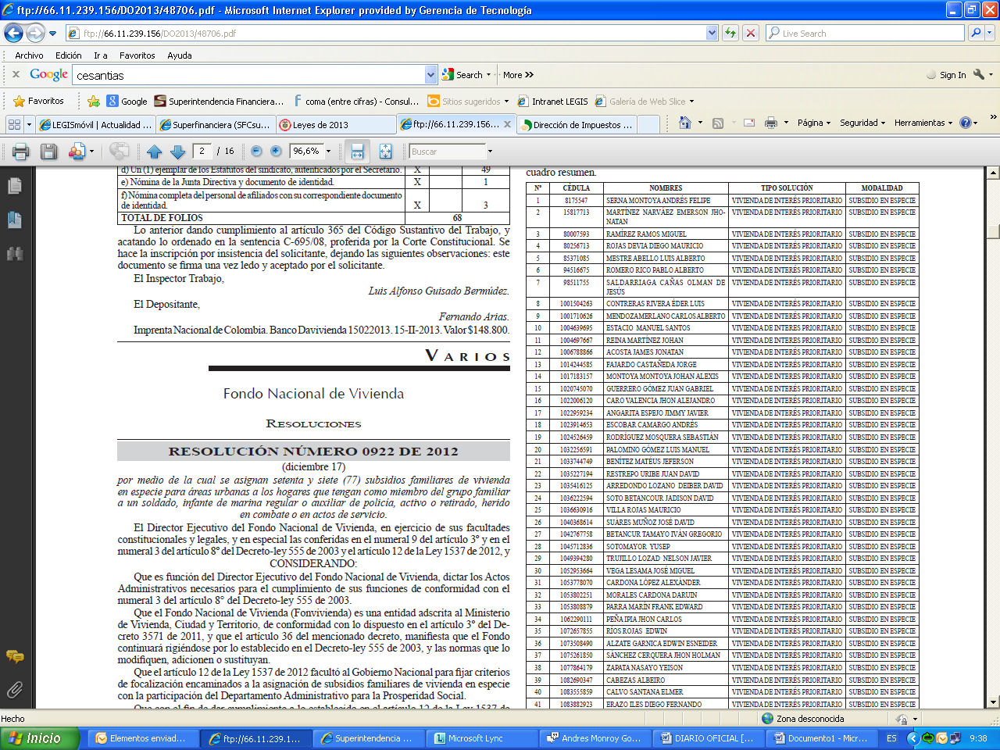 ftp://66.11.239.156/DO2013/48706.pdf - Microsoft Internet Explorer provided by Gerencia de Tecnología
ftp://66.11.239.156/DO2013/48706.pdf
Live Search
Archivo Edición Ir a Favoritos Ayuda
x Google cesantias Search More >> Sign In
Favoritos Google Superintendencia Financiera... coma (entre cifras) - Consul... Sitios sugeridos Intranet LEGIS Galería de Web Slice
LEGISmóvil | Actualidad ... Superfinanciera (SFCsu... Leyes de 2013 ftp://66.11.239.156... Dirección de Impuestos ... Página Seguridad Herramientas
2 / 16 96,6% Buscar
d) Un (1) ejemplar de los Estatutos del sindicato, autenticados por el Secretario. X 49
e) Nómina de la Junta Directiva y documento de identidad. X 1
f) Nómina completa del personal de afiliados con su correspondiente documento
de identidad. X 3
TOTAL DE FOLIOS 68
Lo anterior dando cumplimiento al artículo 365 del Código Sustantivo del Trabajo, y
acatando lo ordenado en la sentencia C-695/08, proferida por la Corte Constitucional. Se
hace la inscripción por insistencia del solicitante, dejando las siguientes observaciones: este
documento se firma una vez ledo y aceptado por el solicitante.
El Inspector Trabajo,
Luis Alfonso Guisado Bermúdez.
El Depositante,
Fernando Arias.
Imprenta Nacional de Colombia. Banco Davivienda 15022013. 15-II-2013. Valor $148.800.
VARIOS
Fondo Nacional de Vivienda
RESOLUCIONES
RESOLUCIÓN NÚMERO 0922 DE 2012
(diciembre 17)
por medio de la cual se asignan setenta y siete (77) subsidios familiares de vivienda
en especie para áreas urbanas a los hogares que tengan como miembro del grupo familiar
a un soldado, infante de marina regular o auxiliar de policía, activo o retirado, herido
en combate o en actos de servicio.
El Director Ejecutivo del Fondo Nacional de Vivienda, en ejercicio de sus facultades
constitucionales y legales, y en especial las conferidas en el numeral 9 del artículo 3º y en el
numeral 3 del artículo 8º del Decreto-ley 555 de 2003 y el artículo 12 de la Ley 1537 de 2012, y
CONSIDERANDO:
Que es función del Director Ejecutivo del Fondo Nacional de Vivienda, dictar los Actos
Administrativos necesarios para el cumplimiento de sus funciones de conformidad con el
numeral 3 del artículo 8° del Decreto-ley 555 de 2003.
Que el Fondo Nacional de Vivienda (Fonvivienda) es una entidad adscrita al Ministerio
de Vivienda, Ciudad y Territorio, de conformidad con lo dispuesto en el artículo 3º del De-
creto 3571 de 2011, y que el artículo 36 del mencionado decreto, manifiesta que el Fondo
continuará rigiéndose por lo establecido en el Decreto-ley 555 de 2003, y las normas que lo
modifiquen, adicionen o sustituyan.
Que el artículo 12 de la Ley 1537 de 2012 facultó al Gobierno Nacional para fijar criterios
de focalización encaminados a la asignación de subsidios familiares de vivienda en especie
con la participación del Departamento Administrativo para la Prosperidad Social.
Que con el fin de dar cumplimiento a lo establecido en el artículo 12 de la Ley 1537 de
cuadro resumen.
Nº CÉDULA NOMBRES TIPO SOLUCIÓN MODALIDAD
1 8175547 SERNA MONTOYA ANDRÉS FELIPE VIVIENDA DE INTERÉS PRIORITARIO SUBSIDIO EN ESPECIE
2 15817713 MARTÍNEZ NARVÁEZ EMERSON JHO- VIVIENDA DE INTERÉS PRIORITARIO SUBSIDIO EN ESPECIE
NATAN
3 80007593 RAMÍREZ RAMOS MIGUEL VIVIENDA DE INTERÉS PRIORITARIO SUBSIDIO EN ESPECIE
4 80256713 ROJAS DEVIA DIEGO MAURICIO VIVIENDA DE INTERÉS PRIORITARIO SUBSIDIO EN ESPECIE
5 85371085 MESTRE ABELLO LUIS ALBERTO VIVIENDA DE INTERÉS PRIORITARIO SUBSIDIO EN ESPECIE
6 94516675 ROMERO RICO PABLO ALBERTO VIVIENDA DE INTERÉS PRIORITARIO SUBSIDIO EN ESPECIE
7 98511755 SALDARRIAGA CAÑAS OLMAN DE VIVIENDA DE INTERÉS PRIORITARIO SUBSIDIO EN ESPECIE
JESÚS
8 1001504263 CONTRERAS RIVERA ÉDER LUIS VIVIENDA DE INTERÉS PRIORITARIO SUBSIDIO EN ESPECIE
9 1001710626 MENDOZA MERLANO CARLOS ALBERTO VIVIENDA DE INTERÉS PRIORITARIO SUBSIDIO EN ESPECIE
10 1004639695 ESTACIO MANUEL SANTOS VIVIENDA DE INTERÉS PRIORITARIO SUBSIDIO EN ESPECIE
11 1004697667 REINA MARTÍNEZ JOHAN VIVIENDA DE INTERÉS PRIORITARIO SUBSIDIO EN ESPECIE
12 1006788866 ACOSTA JAMES JONATAN VIVIENDA DE INTERÉS PRIORITARIO SUBSIDIO EN ESPECIE
13 1014244585 FAJARDO CASTAÑEDA JORGE VIVIENDA DE INTERÉS PRIORITARIO SUBSIDIO EN ESPECIE
14 1017183157 MONTOYA MONTOYA JOHAN ALEXIS VIVIENDA DE INTERÉS PRIORITARIO SUBSIDIO EN ESPECIE
15 1020745070 GUERRERO GÓMEZ JUAN GABRIEL VIVIENDA DE INTERÉS PRIORITARIO SUBSIDIO EN ESPECIE
16 1022006120 CARO VALENCIA JHON ALEJANDRO VIVIENDA DE INTERÉS PRIORITARIO SUBSIDIO EN ESPECIE
17 1022959234 ANGARITA ESPEJO JIMMY JAVIER VIVIENDA DE INTERÉS PRIORITARIO SUBSIDIO EN ESPECIE
18 1023914653 ESCOBAR CAMARGO ANDRÉS VIVIENDA DE INTERÉS PRIORITARIO SUBSIDIO EN ESPECIE
19 1024526459 RODRÍGUEZ MOSQUERA SEBASTIÁN VIVIENDA DE INTERÉS PRIORITARIO SUBSIDIO EN ESPECIE
20 1032256591 PALOMINO GÓMEZ LUIS MANUEL VIVIENDA DE INTERÉS PRIORITARIO SUBSIDIO EN ESPECIE
21 1033744749 BENÍTEZ MATÉUS JEFERSON VIVIENDA DE INTERÉS PRIORITARIO SUBSIDIO EN ESPECIE
22 1035227194 RESTREPO URIBE JUAN DAVID VIVIENDA DE INTERÉS PRIORITARIO SUBSIDIO EN ESPECIE
23 1035416125 ARREDONDO LOZANO DEIBER DAVID VIVIENDA DE INTERÉS PRIORITARIO SUBSIDIO EN ESPECIE
24 1036222594 SOTO BETANCOUR JADISON DAVID VIVIENDA DE INTERÉS PRIORITARIO SUBSIDIO EN ESPECIE
25 1036630916 VILLA ROJAS MAURICIO VIVIENDA DE INTERÉS PRIORITARIO SUBSIDIO EN ESPECIE
26 1040368614 SUÁRES MUÑOZ JOSÉ DAVID VIVIENDA DE INTERÉS PRIORITARIO SUBSIDIO EN ESPECIE
27 1042767758 BETANCUR TAMAYO IVÁN GREGORIO VIVIENDA DE INTERÉS PRIORITARIO SUBSIDIO EN ESPECIE
28 1045712836 SOTOMAYOR YUSEP VIVIENDA DE INTERÉS PRIORITARIO SUBSIDIO EN ESPECIE
29 1049394280 TRUJILLO LOZAD NELSON JAVIER VIVIENDA DE INTERÉS PRIORITARIO SUBSIDIO EN ESPECIE
30 1052953664 VEGA LESAMA JOSÉ MIGUEL VIVIENDA DE INTERÉS PRIORITARIO SUBSIDIO EN ESPECIE
31 1053778070 CARDONA LÓPEZ ALEXÁNDER VIVIENDA DE INTERÉS PRIORITARIO SUBSIDIO EN ESPECIE
32 1053802251 MORALES CARDONA DARUIN VIVIENDA DE INTERÉS PRIORITARIO SUBSIDIO EN ESPECIE
33 1053808879 PARRA MARÍN FRANK EDWARD VIVIENDA DE INTERÉS PRIORITARIO SUBSIDIO EN ESPECIE
34 1062290111 PEÑA IPIA JHON CARLOS VIVIENDA DE INTERÉS PRIORITARIO SUBSIDIO EN ESPECIE
35 1072657855 RÍOS ROJAS EDWIN VIVIENDA DE INTERÉS PRIORITARIO SUBSIDIO EN ESPECIE
36 1073508490 ALZATE GARNICA EDWIN ESNEIDER VIVIENDA DE INTERÉS PRIORITARIO SUBSIDIO EN ESPECIE
37 1075261850 SÁNCHEZ CERQUERA JHON HOLMAN VIVIENDA DE INTERÉS PRIORITARIO SUBSIDIO EN ESPECIE
38 1077864179 ZAPATA NASAYO YEISON VIVIENDA DE INTERÉS PRIORITARIO SUBSIDIO EN ESPECIE
39 1082690347 CABEZAS ALBEIRO VIVIENDA DE INTERÉS PRIORITARIO SUBSIDIO EN ESPECIE
40 1083555859 CALVO SANTANA ELMER VIVIENDA DE INTERÉS PRIORITARIO SUBSIDIO EN ESPECIE
41 1083882923 ERAZO ILES DIEGO FERNANDO VIVIENDA DE INTERÉS PRIORITARIO SUBSIDIO EN ESPECIE
Hecho Zona desconocida
Inicio Elementos enviad... ftp://66.11.239.1... Superintendencia ... Microsoft Lync Andres Monroy Go... DIARIO OFICIAL [... Documento1 - Micr... ES 9:38